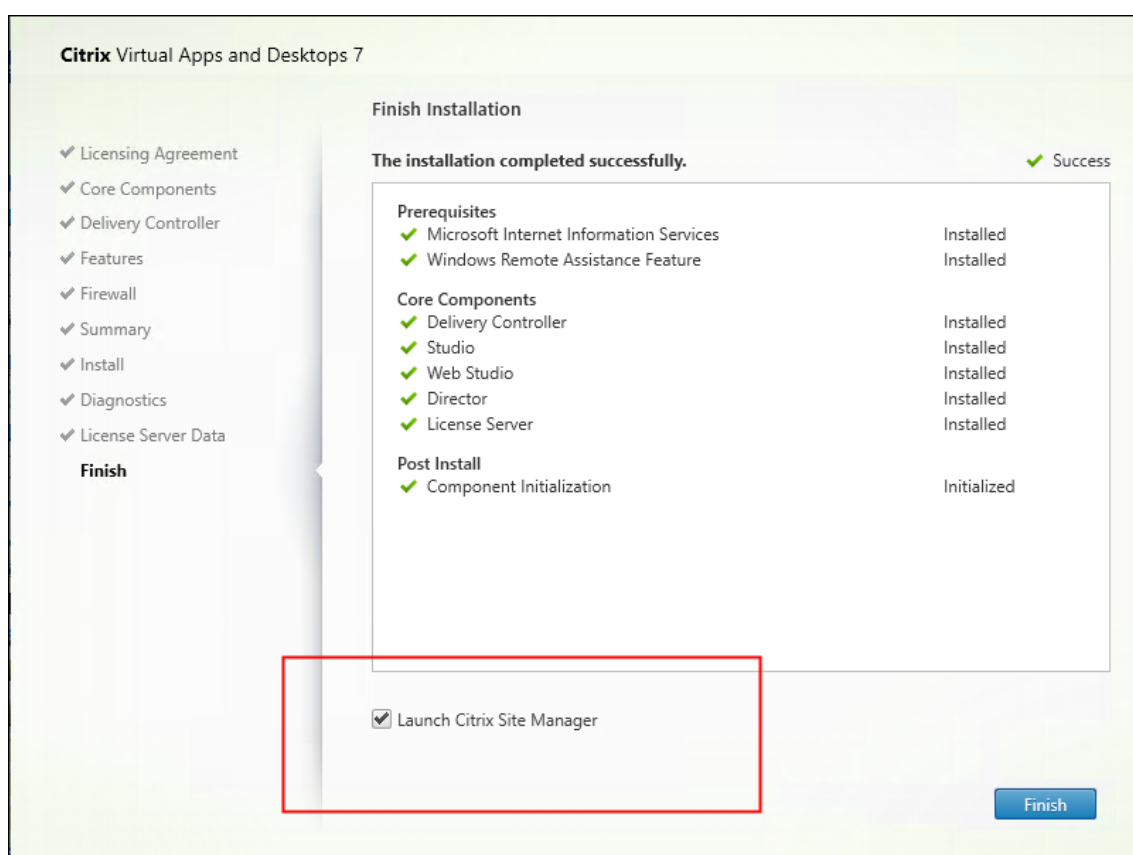 Citrix Virtual Apps and Desktops 7
Finish Installation
Licensing Agreement
Core Components
Delivery Controller
Features
Firewall
Summary
Install
Diagnostics
License Server Data
Finish
The installation completed successfully. Success
Prerequisites
Microsoft Internet Information Services Installed
Windows Remote Assistance Feature Installed
Core Components
Delivery Controller Installed
Studio Installed
Web Studio Installed
Director Installed
License Server Installed
Post Install
Component Initialization Initialized
Launch Citrix Site Manager
Finish